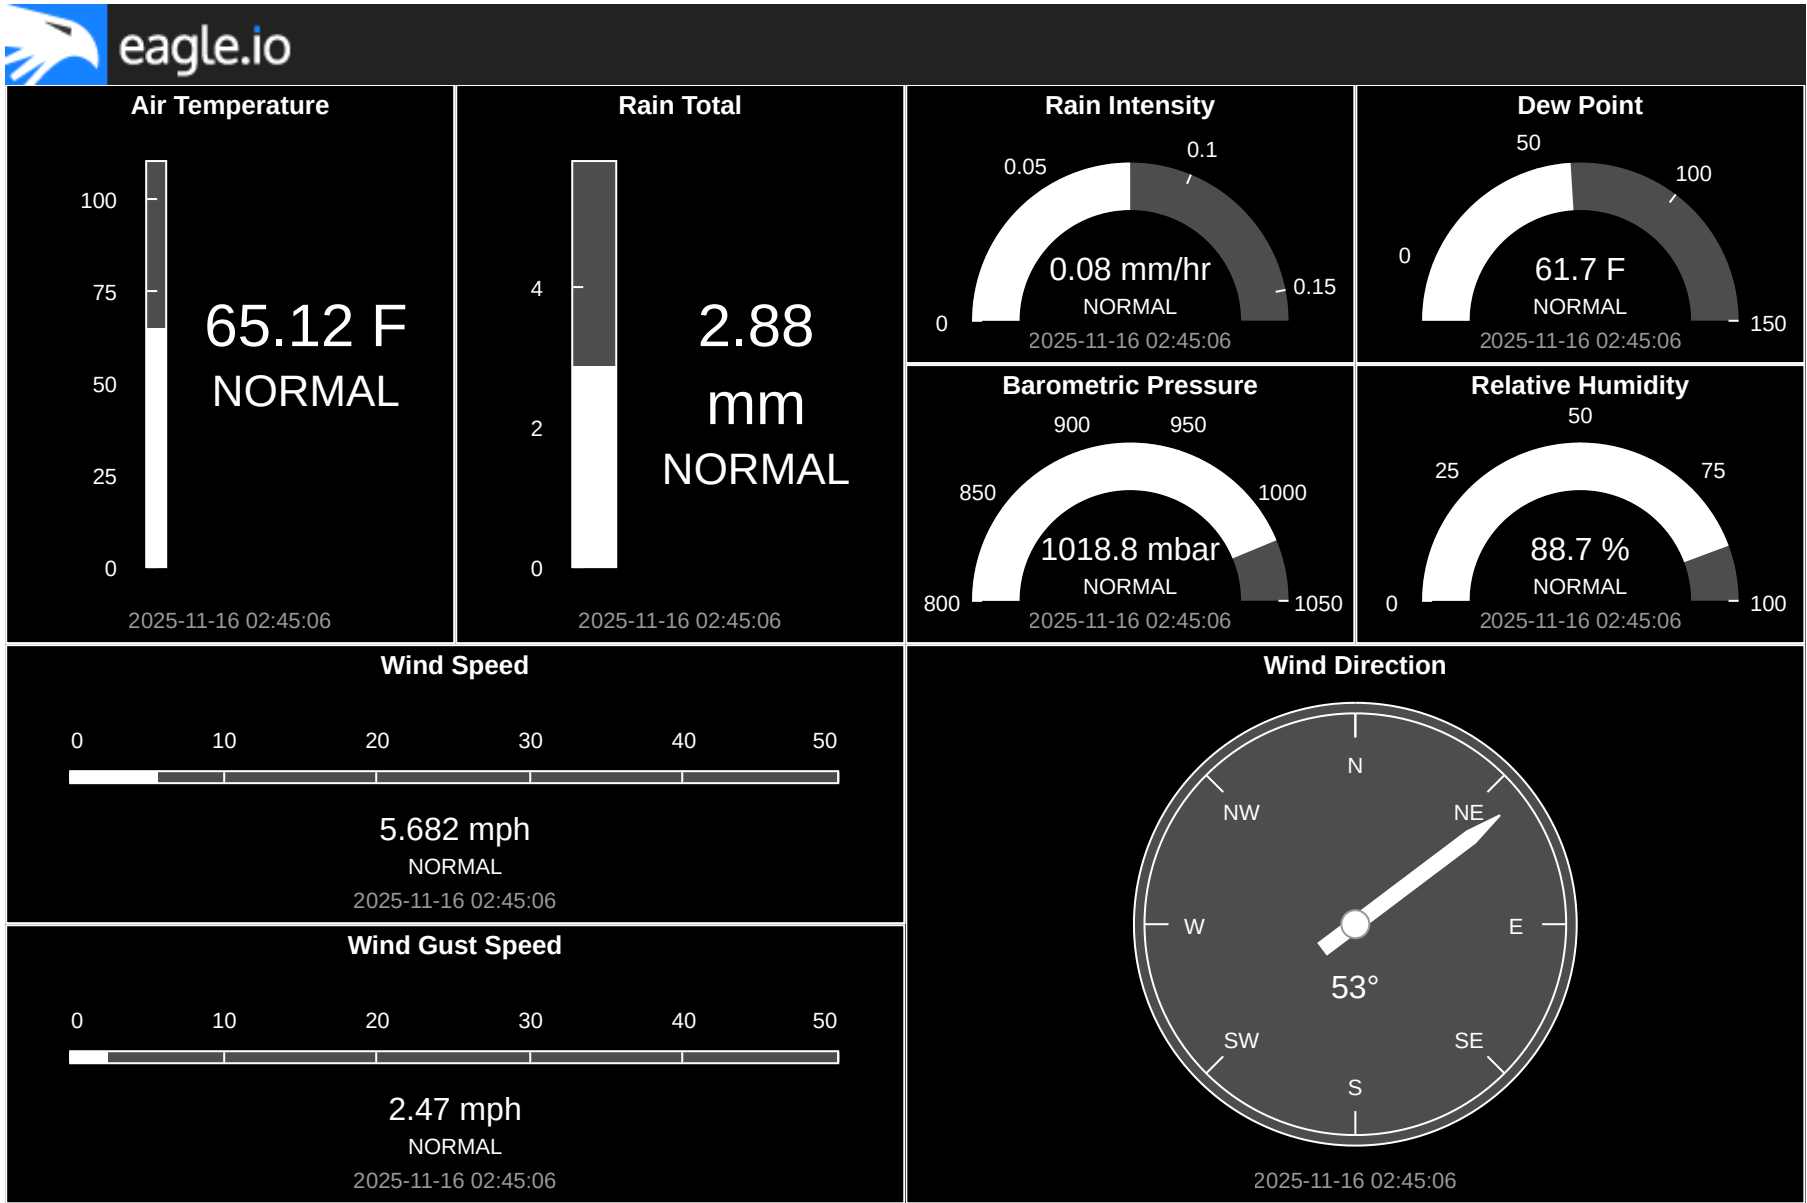 eagle.io
Air Temperature
100
75
50
25
0
65.12 F
NORMAL
2025-11-16 02:45:06
Rain Total
4
2
0
2.88
mm
NORMAL
2025-11-16 02:45:06
Rain Intensity
0
0.05
0.1
0.15
0.08 mm/hr
NORMAL
2025-11-16 02:45:06
Dew Point
0
50
100
150
61.7 F
NORMAL
2025-11-16 02:45:06
Barometric Pressure
800
850
900
950
1000
1050
1018.8 mbar
NORMAL
2025-11-16 02:45:06
Relative Humidity
0
25
50
75
100
88.7 %
NORMAL
2025-11-16 02:45:06
Wind Speed
0 10 20 30 40 50
5.682 mph
NORMAL
2025-11-16 02:45:06
Wind Gust Speed
0 10 20 30 40 50
2.47 mph
NORMAL
2025-11-16 02:45:06
Wind Direction
N
NW NE
W E
53°
SW SE
S
2025-11-16 02:45:06